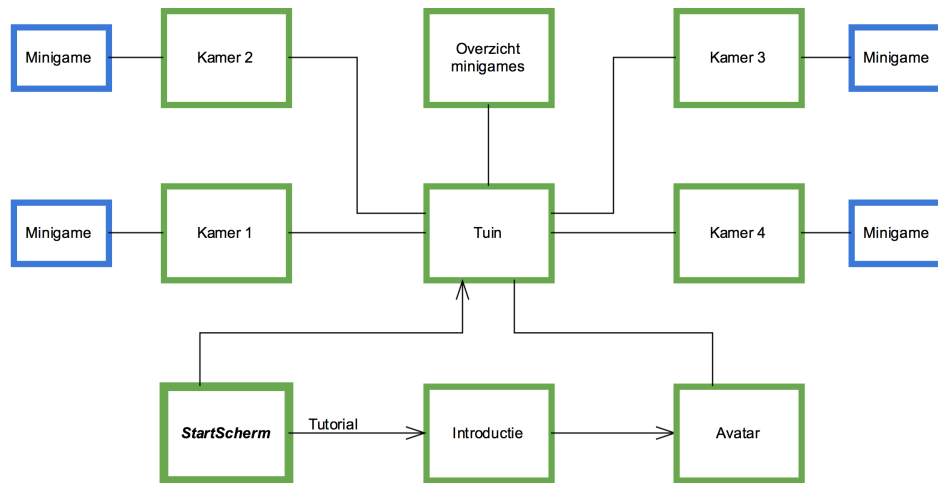 Minigame
Kamer 2
Overzicht
minigames
Kamer 3
Minigame
Minigame
Kamer 1
Tuin
Kamer 4
Minigame
StartScherm
Tutorial
Introductie
Avatar